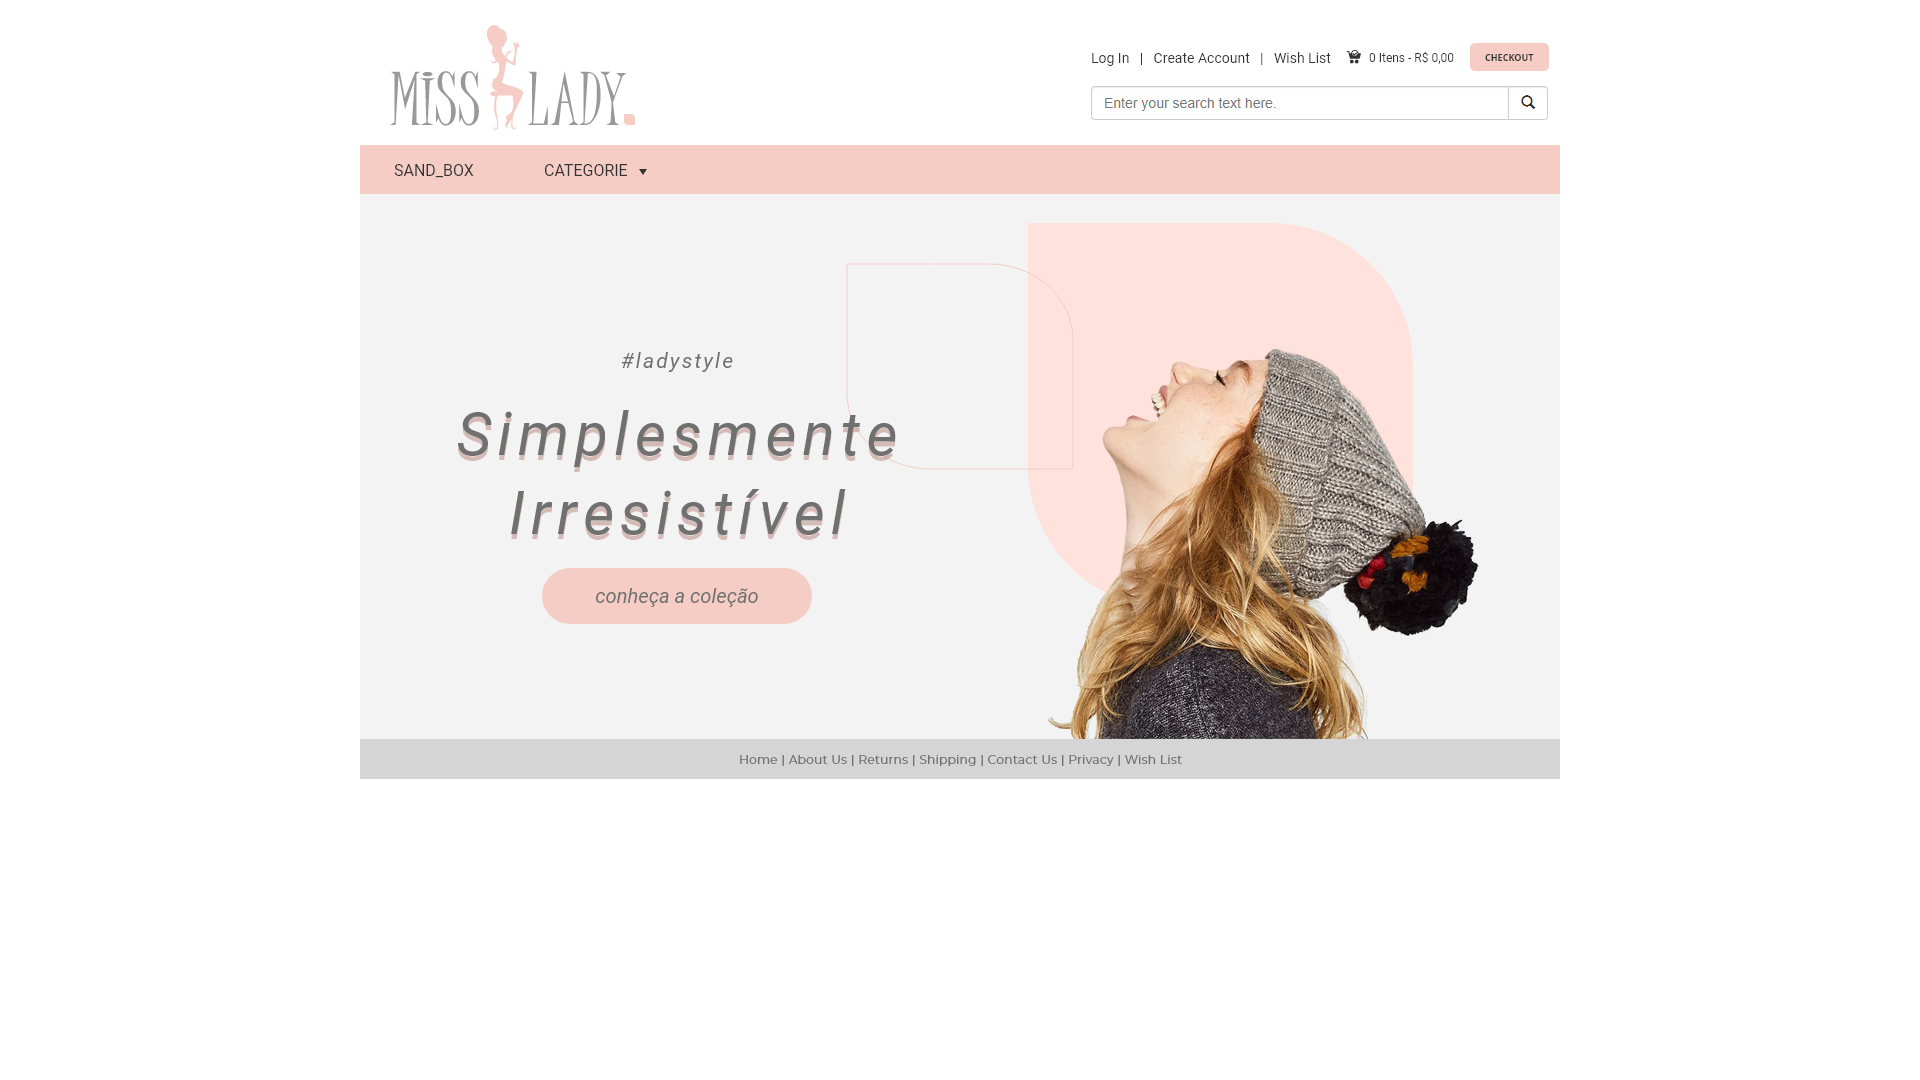 MISS LADY.
Log In | Create Account | Wish List 0 Itens - R$ 0,00 CHECKOUT
Enter your search text here.
SAND_BOX CATEGORIE
#ladystyle
Simplesmente
Irresistível
conheça a coleção
Home | About Us | Returns | Shipping | Contact Us | Privacy | Wish List